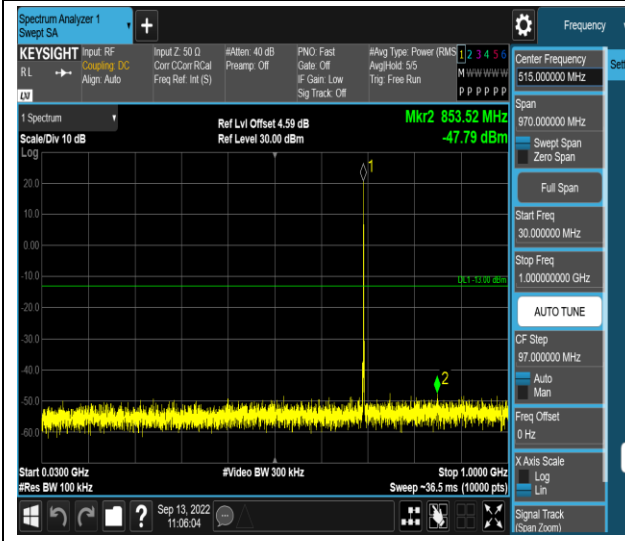 Spectrum Analyzer 1
Swept SA
+
Frequency
KEYSIGHT
RL
LXI
Input: RF
Coupling: DC
Align: Auto
Input Z: 50 Ω
Corr CCorr RCal
Freq Ref: Int (S)
#Atten: 40 dB
Preamp: Off
PNO: Fast
Gate: Off
IF Gain: Low
Sig Track: Off
#Avg Type: Power (RMS
Avg|Hold: 5/5
Trig: Free Run
1 2 3 4 5 6
M W W W W W
P P P P P P
1 Spectrum
Scale/Div 10 dB
Log
Ref Lvl Offset 4.59 dB
Ref Level 30.00 dBm
Mkr2 853.52 MHz
-47.79 dBm
1
20.0
10.0
0.00
-10.0
DL1 -13.00 dBm
-20.0
-30.0
-40.0
2
-50.0
-60.0
Start 0.0300 GHz
#Res BW 100 kHz
#Video BW 300 kHz
Stop 1.0000 GHz
Sweep ~36.5 ms (10000 pts)
?
Sep 13, 2022
11:06:04
Center Frequency
515.000000 MHz
Sett
Span
970.000000 MHz
Swept Span
Zero Span
Full Span
Start Freq
30.000000 MHz
Stop Freq
1.000000000 GHz
AUTO TUNE
CF Step
97.000000 MHz
Auto
Man
Freq Offset
0 Hz
X Axis Scale
Log
Lin
Signal Track
(Span Zoom)